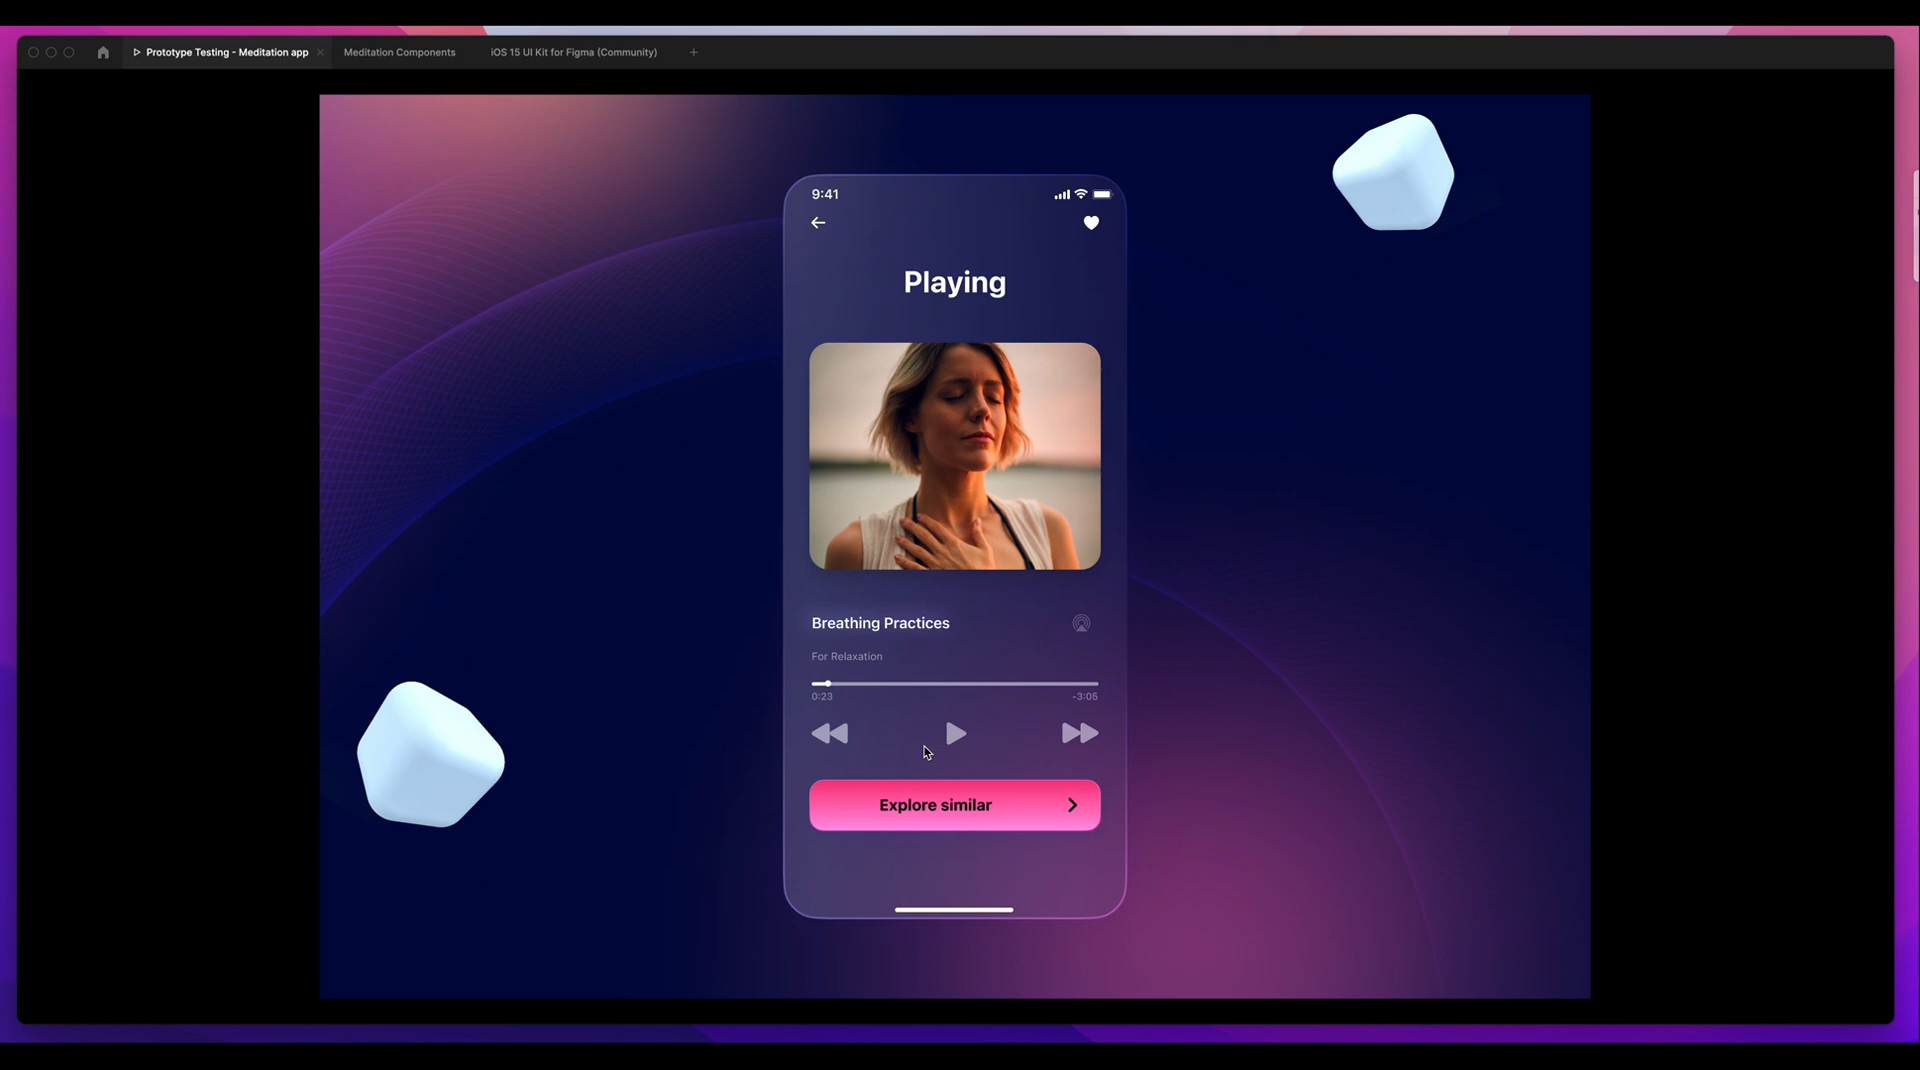 Prototype Testing - Meditation app
Meditation Components
iOS 15 UI Kit for Figma (Community)
9:41
Playing
Breathing Practices
For Relaxation
0:23
-3:05
Explore similar